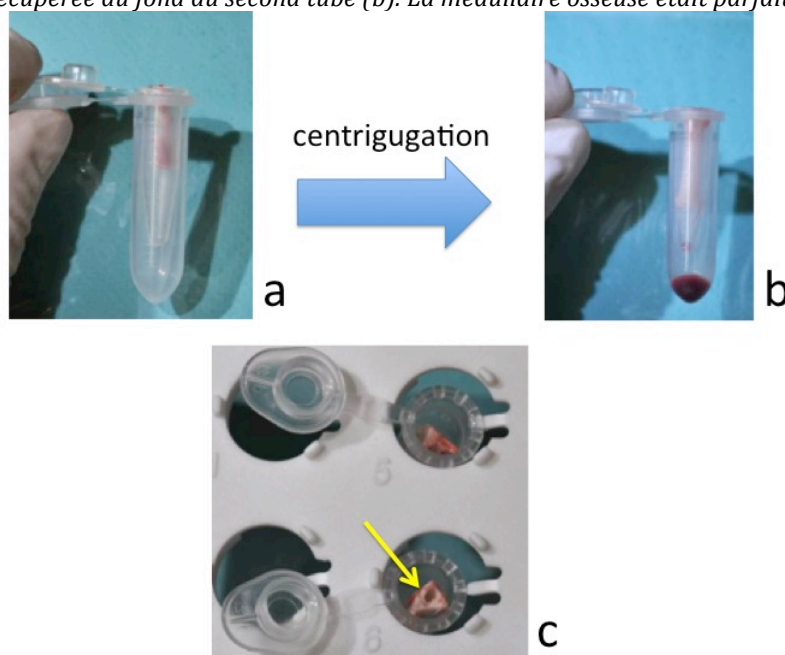 récupérée au fond du second tube (b). La médullaire osseuse était parfait
centrigugation
a
b
5
6
c